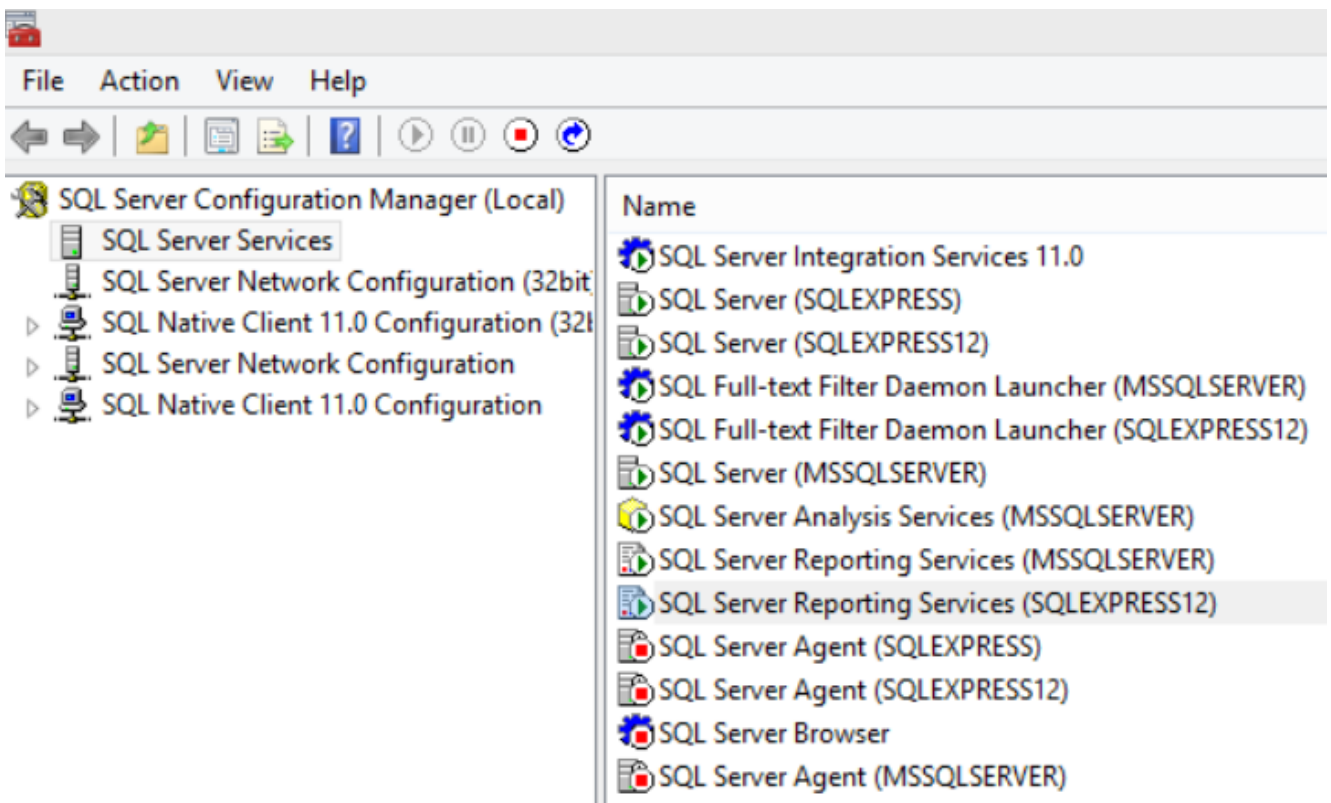 File Action View Help
SQL Server Configuration Manager (Local)
SQL Server Services
SQL Server Network Configuration (32bit
SQL Native Client 11.0 Configuration (32b
SQL Server Network Configuration
SQL Native Client 11.0 Configuration
Name
SQL Server Integration Services 11.0
SQL Server (SQLEXPRESS)
SQL Server (SQLEXPRESS12)
SQL Full-text Filter Daemon Launcher (MSSQLSERVER)
SQL Full-text Filter Daemon Launcher (SQLEXPRESS12)
SQL Server (MSSQLSERVER)
SQL Server Analysis Services (MSSQLSERVER)
SQL Server Reporting Services (MSSQLSERVER)
SQL Server Reporting Services (SQLEXPRESS12)
SQL Server Agent (SQLEXPRESS)
SQL Server Agent (SQLEXPRESS12)
SQL Server Browser
SQL Server Agent (MSSQLSERVER)